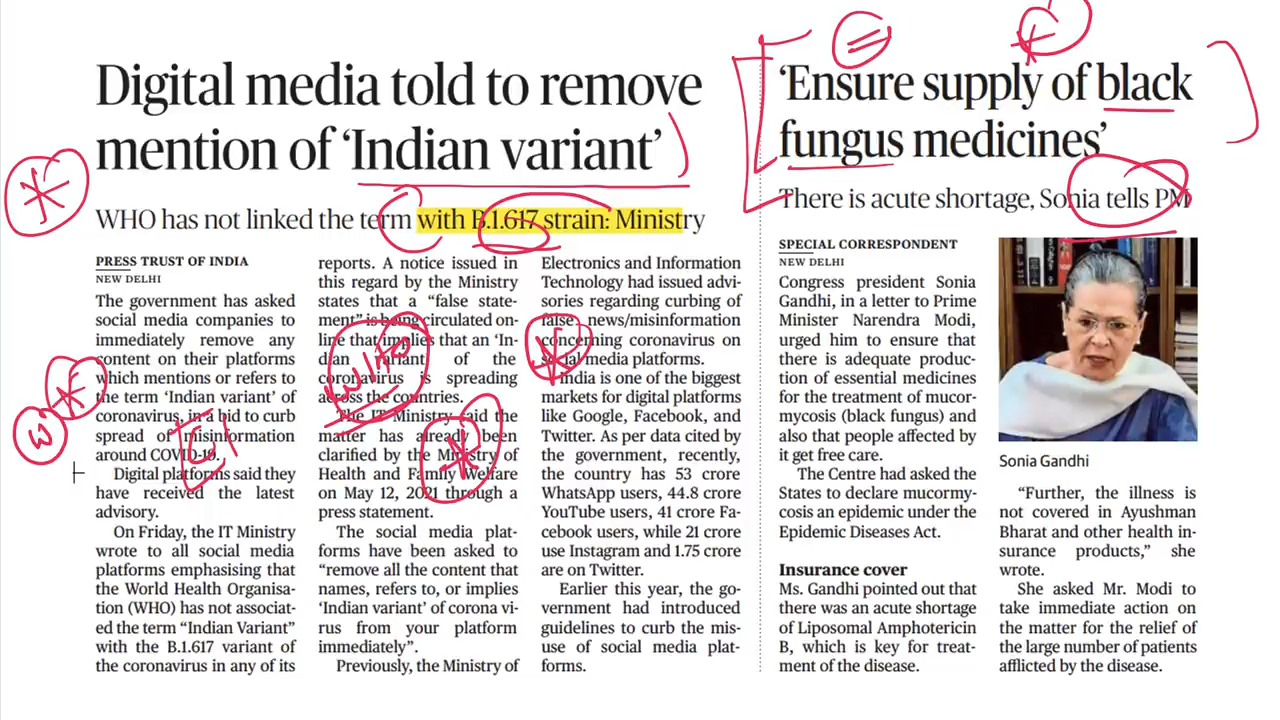 Digital media told to remove
mention of ‘Indian variant’
WHO has not linked the term with B.1.617 strain: Ministry
PRESS TRUST OF INDIA
NEW DELHI
The government has asked
social media companies to
immediately remove any
content on their platforms
which mentions or refers to
the term ‘Indian variant’ of
coronavirus, in a bid to curb
spread of misinformation
around COVID-19.
Digital platforms said they
have received the latest
advisory.
On Friday, the IT Ministry
wrote to all social media
platforms emphasising that
the World Health Organisa-
tion (WHO) has not associat-
ed the term “Indian Variant”
with the B.1.617 variant of
the coronavirus in any of its
reports. A notice issued in
this regard by the Ministry
states that a “false state-
ment” is being circulated on-
line that implies that an ‘In-
dian variant’ of the
coronavirus is spreading
across the countries.
The IT Ministry said the
matter has already been
clarified by the Ministry of
Health and Family Welfare
on May 12, 2021 through a
press statement.
The social media plat-
forms have been asked to
“remove all the content that
names, refers to, or implies
‘Indian variant’ of corona vi-
rus from your platform
immediately”.
Previously, the Ministry of
Electronics and Information
Technology had issued advi-
sories regarding curbing of
false news/misinformation
concerning coronavirus on
social media platforms.
India is one of the biggest
markets for digital platforms
like Google, Facebook, and
Twitter. As per data cited by
the government, recently,
the country has 53 crore
WhatsApp users, 44.8 crore
YouTube users, 41 crore Fa-
cebook users, while 21 crore
use Instagram and 1.75 crore
are on Twitter.
Earlier this year, the go-
vernment had introduced
guidelines to curb the mis-
use of social media plat-
forms.
WHO
‘Ensure supply of black
fungus medicines’
There is acute shortage, Sonia tells PM
SPECIAL CORRESPONDENT
NEW DELHI
Congress president Sonia
Gandhi, in a letter to Prime
Minister Narendra Modi,
urged him to ensure that
there is adequate produc-
tion of essential medicines
for the treatment of mucor-
mycosis (black fungus) and
also that people affected by
it get free care.
The Centre had asked the
States to declare mucormy-
cosis an epidemic under the
Epidemic Diseases Act.
Insurance cover
Ms. Gandhi pointed out that
there was an acute shortage
of Liposomal Amphotericin
B, which is key for treat-
ment of the disease.
Sonia Gandhi
“Further, the illness is
not covered in Ayushman
Bharat and other health in-
surance products,” she
wrote.
She asked Mr. Modi to
take immediate action on
the matter for the relief of
the large number of patients
afflicted by the disease.